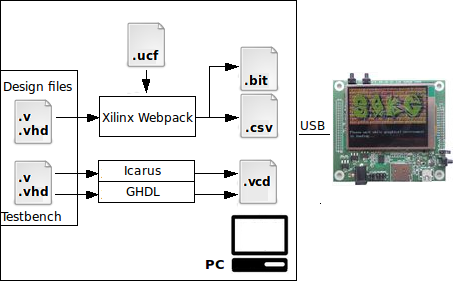 .ucf
Design files
.v
.vhd
Xilinx Webpack
.bit
.csv
USB
.v
.vhd
Testbench
Icarus
GHDL
.vcd
PC